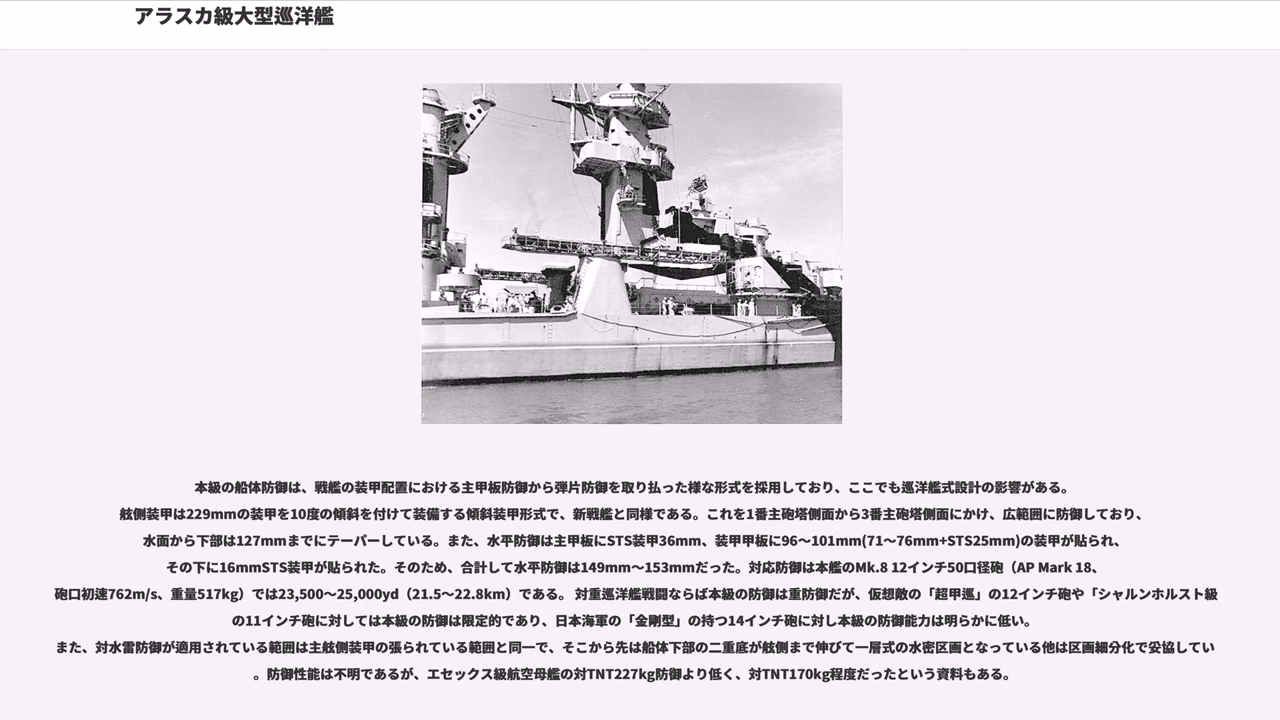 アラスカ級大型巡洋艦
本級の船体防御は、戦艦の装甲配置における主甲板防御から弾片防御を取り払った様な形式を採用しており、ここでも巡洋艦式設計の影響がある。
舷側装甲は229mmの装甲を10度の傾斜を付けて装備する傾斜装甲形式で、新戦艦と同様である。これを1番主砲塔側面から3番主砲塔側面にかけ、広範囲に防御しており、
水面から下部は127mmまでにテーパーしている。また、水平防御は主甲板にSTS装甲36mm、装甲甲板に96～101mm(71～76mm+STS25mm)の装甲が貼られ、
その下に16mmSTS装甲が貼られた。そのため、合計して水平防御は149mm～153mmだった。対応防御は本艦のMk.8 12インチ50口径砲（AP Mark 18、
砲口初速762m/s、重量517kg）では23,500～25,000yd（21.5～22.8km）である。 対重巡洋艦戦闘ならば本級の防御は重防御だが、仮想敵の「超甲巡」の12インチ砲や「シャルンホルスト級
の11インチ砲に対しては本級の防御は限定的であり、日本海軍の「金剛型」の持つ14インチ砲に対し本級の防御能力は明らかに低い。
また、対水雷防御が適用されている範囲は主舷側装甲の張られている範囲と同一で、そこから先は船体下部の二重底が舷側まで伸びて一層式の水密区画となっている他は区画細分化で妥協してい
。防御性能は不明であるが、エセックス級航空母艦の対TNT227kg防御より低く、対TNT170kg程度だったという資料もある。